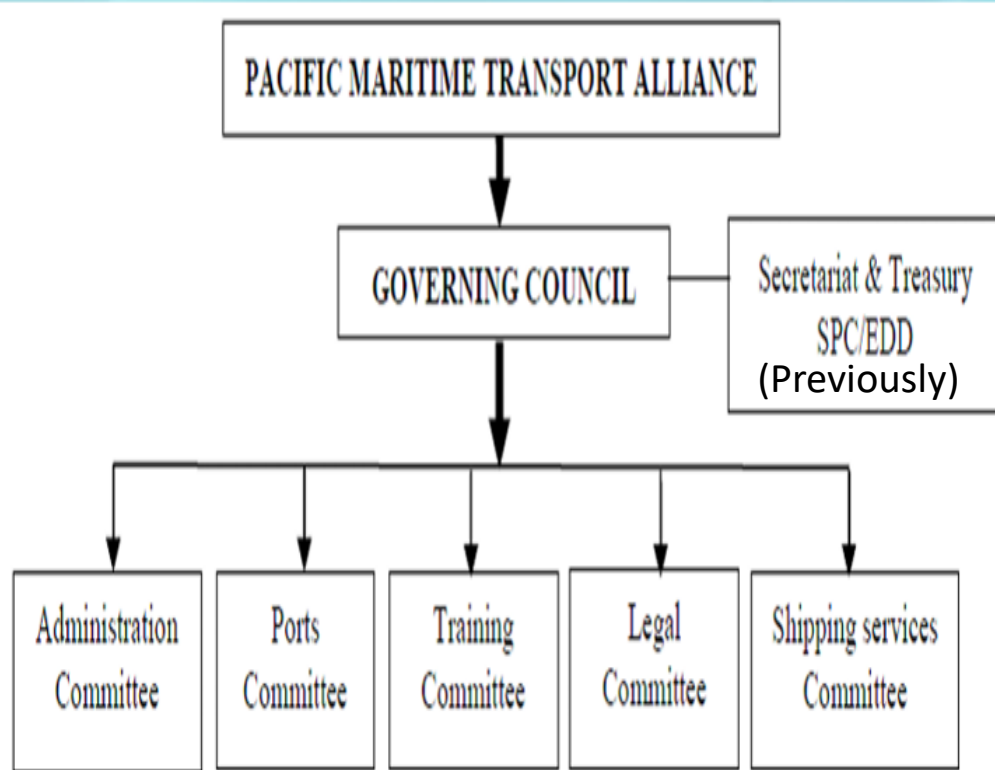 PACIFIC MARITIME TRANSPORT ALLIANCE
GOVERNING COUNCIL
Secretariat & Treasury
SPC/EDD
(Previously)
Administration
Committee
Ports
Committee
Training
Committee
Legal
Committee
Shipping services
Committee